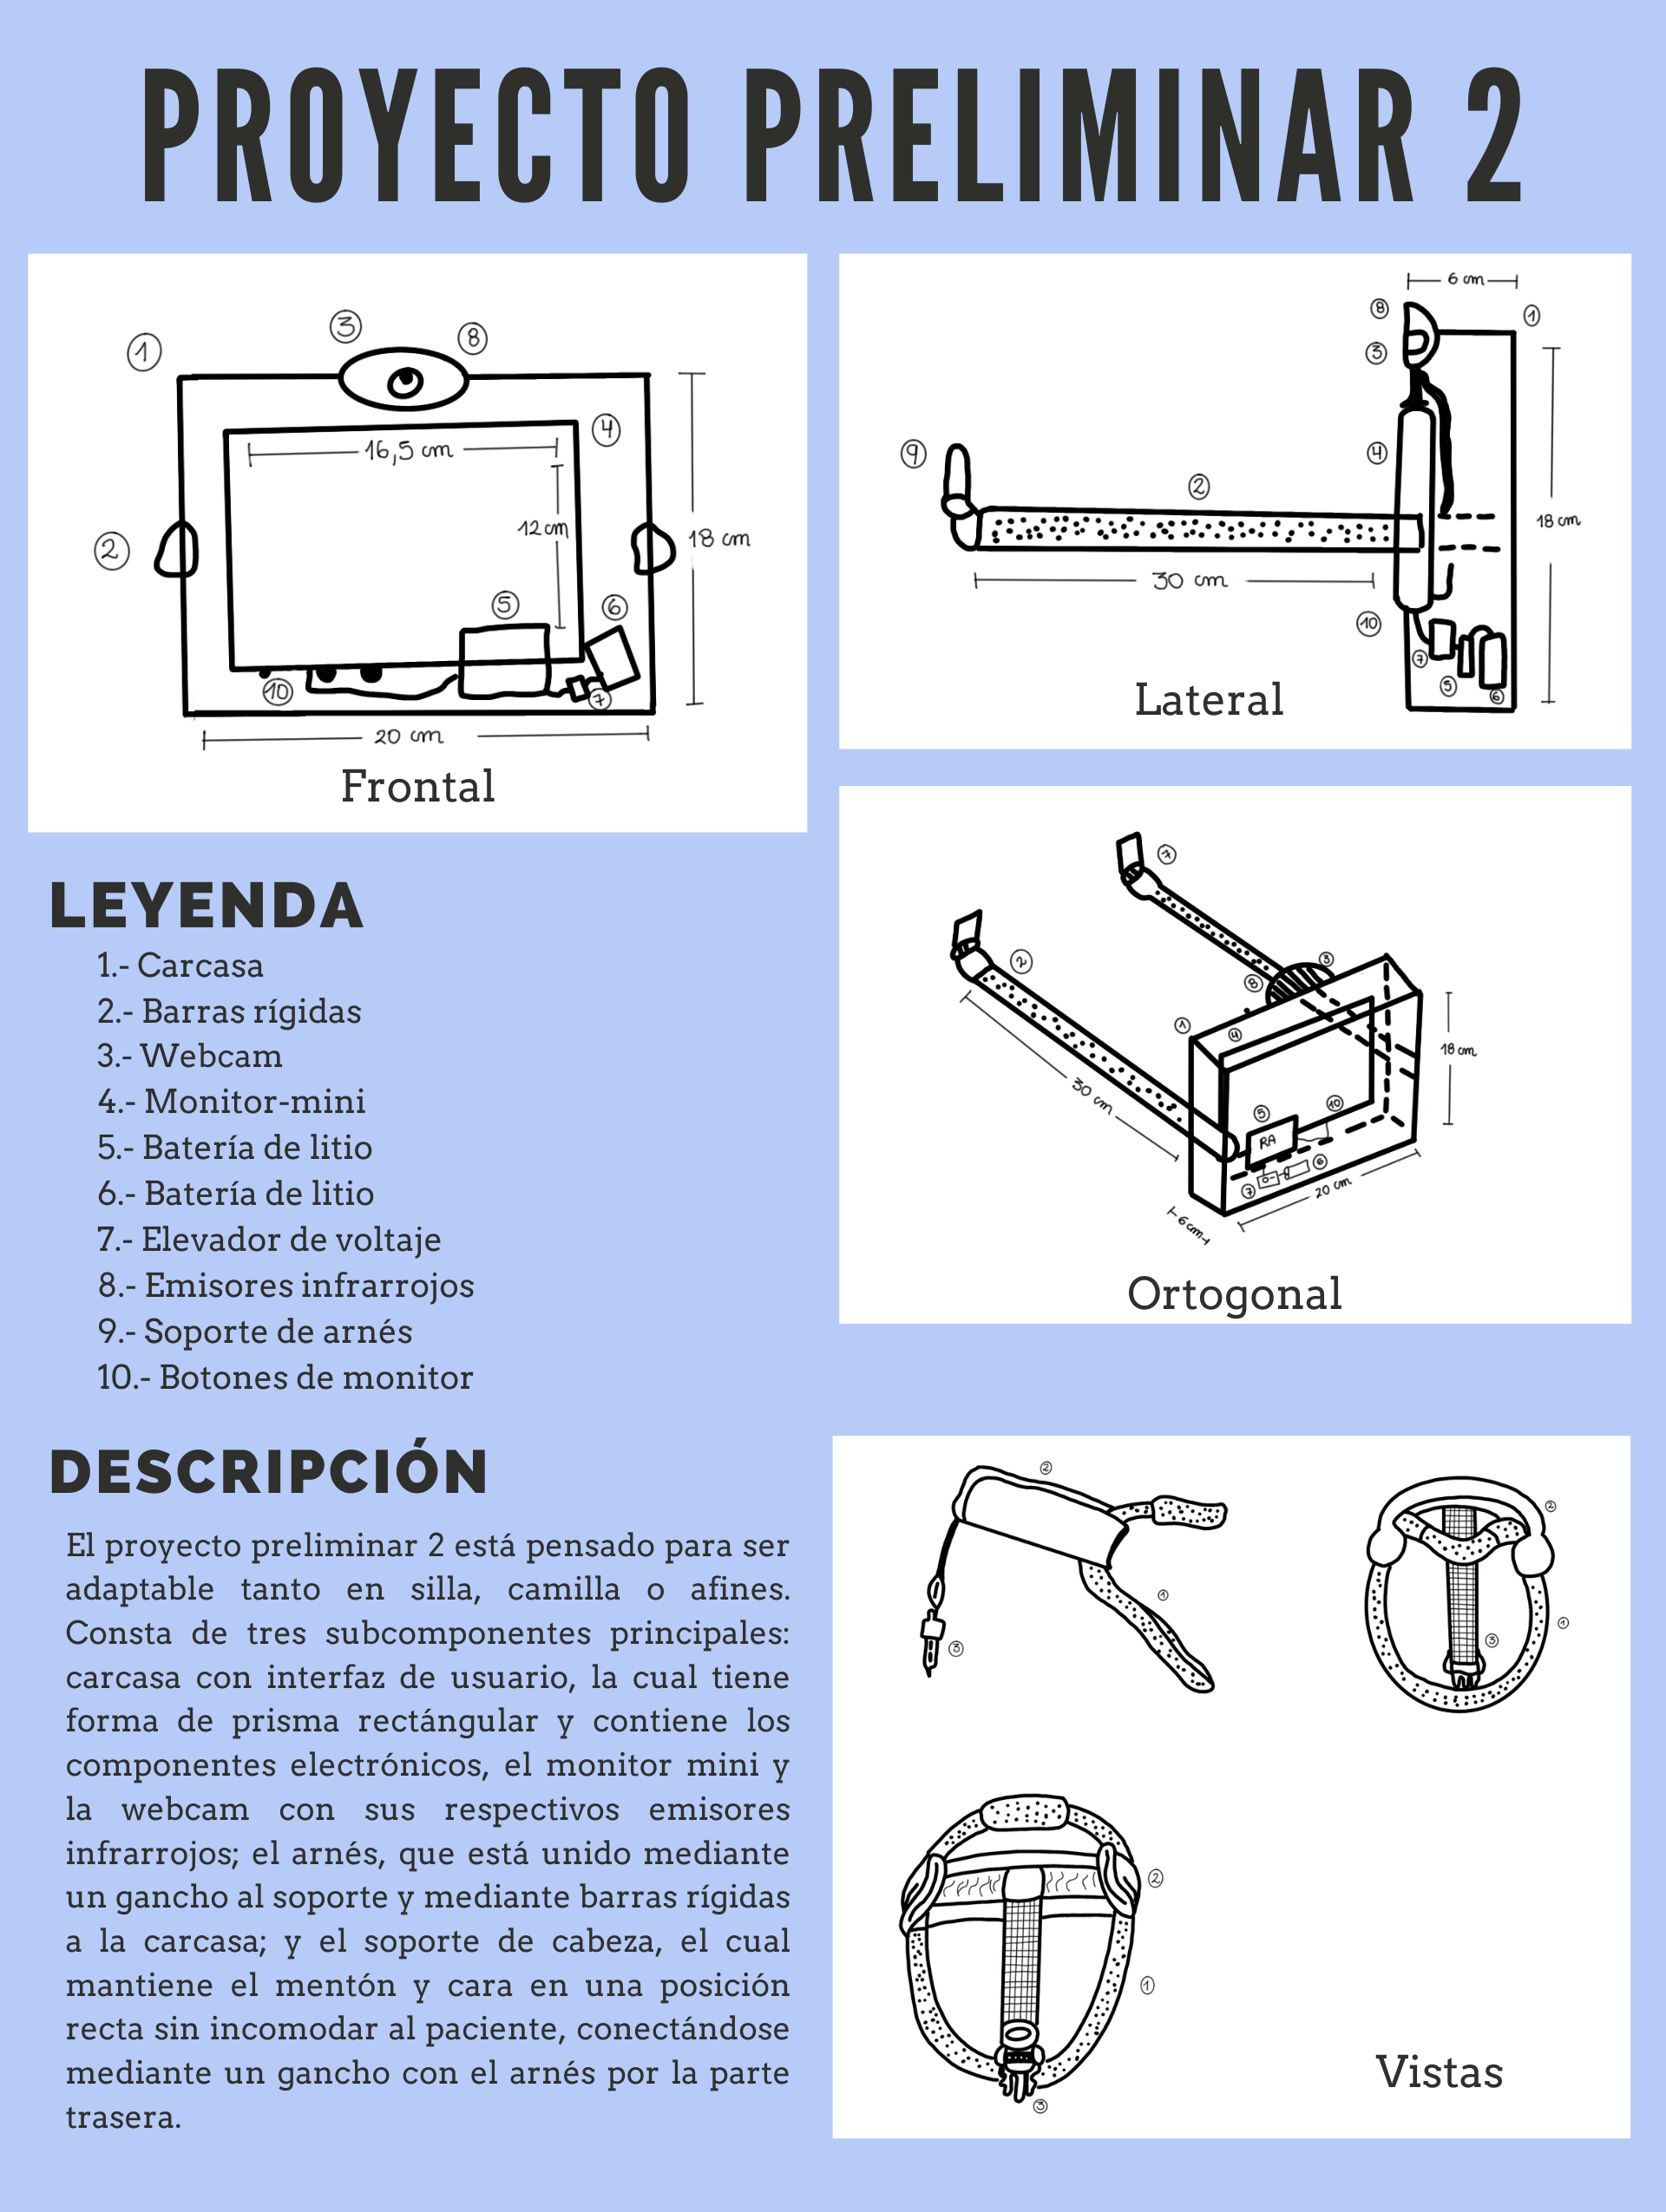 PROYECTO PRELIMINAR 2
1
3
8
4
16,5 cm
12 cm
2
18 cm
5
6
10
7
20 cm
Frontal
6 cm
8
1
3
9
4
2
18 cm
30 cm
10
7
5
6
Lateral
2
3
8
1
4
18 cm
30 cm
5
10
RA
6
7
20 cm
6 cm
Ortogonal
LEYENDA
1.- Carcasa
2.- Barras rígidas
3.- Webcam
4.- Monitor-mini
5.- Batería de litio
6.- Batería de litio
7.- Elevador de voltaje
8.- Emisores infrarrojos
9.- Soporte de arnés
10.- Botones de monitor
DESCRIPCIÓN
El proyecto preliminar 2 está pensado para ser
adaptable tanto en silla, camilla o afines.
Consta de tres subcomponentes principales:
carcasa con interfaz de usuario, la cual tiene
forma de prisma rectángular y contiene los
componentes electrónicos, el monitor mini y
la webcam con sus respectivos emisores
infrarrojos; el arnés, que está unido mediante
un gancho al soporte y mediante barras rígidas
a la carcasa; y el soporte de cabeza, el cual
mantiene el mentón y cara en una posición
recta sin incomodar al paciente, conectándose
mediante un gancho con el arnés por la parte
trasera.
2
1
3
2
1
3
2
1
3
Vistas